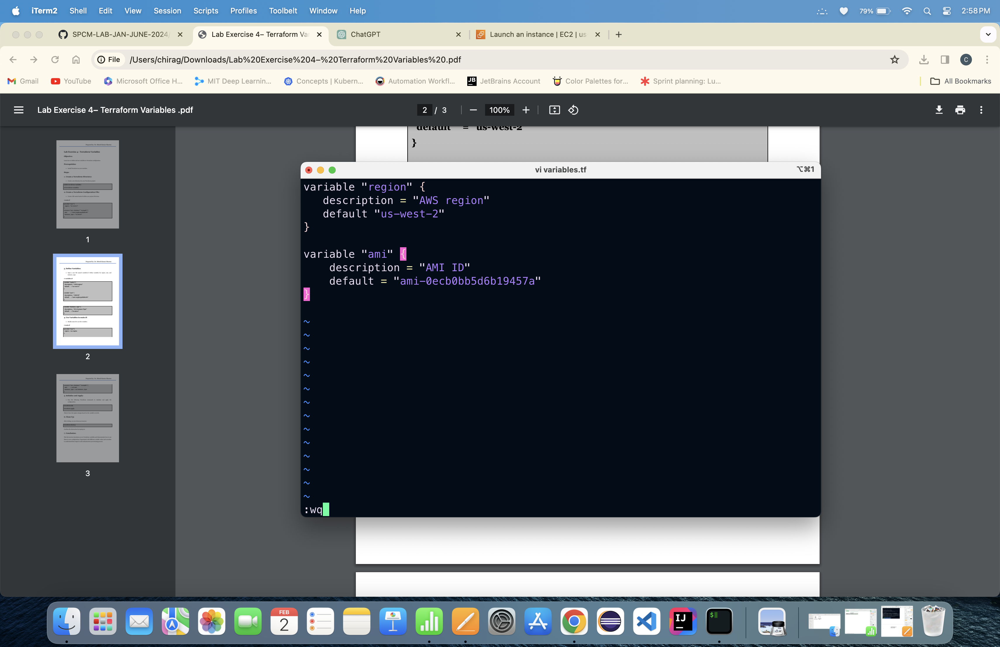 iTerm2 Shell Edit View Session Scripts Profiles Toolbelt Window Help 79% 2:58 PM
SPCM-LAB-JAN-JUNE-2024/ Lab Exercise 4– Terraform Va ChatGPT Launch an instance | EC2 | us
File /Users/chirag/Downloads/Lab%20Exercise%204–%20Terraform%20Variables%20.pdf C
Gmail YouTube Microsoft Office H... MIT Deep Learnin... Concepts | Kubern... Automation Workfl... JB JetBrains Account Color Palettes for... Sprint planning: Lu... All Bookmarks
Lab Exercise 4– Terraform Variables .pdf 2 / 3 100%
default = us-west-2
}
1
2
3
vi variables.tf ⌥⌘1
variable "region" {
description = "AWS region"
default "us-west-2"
}
variable "ami" {
description = "AMI ID"
default = "ami-0ecb0bb5d6b19457a"
}
~
~
~
~
~
~
~
~
~
~
~
~
~
~
:wq
FEB
2
IJ
$